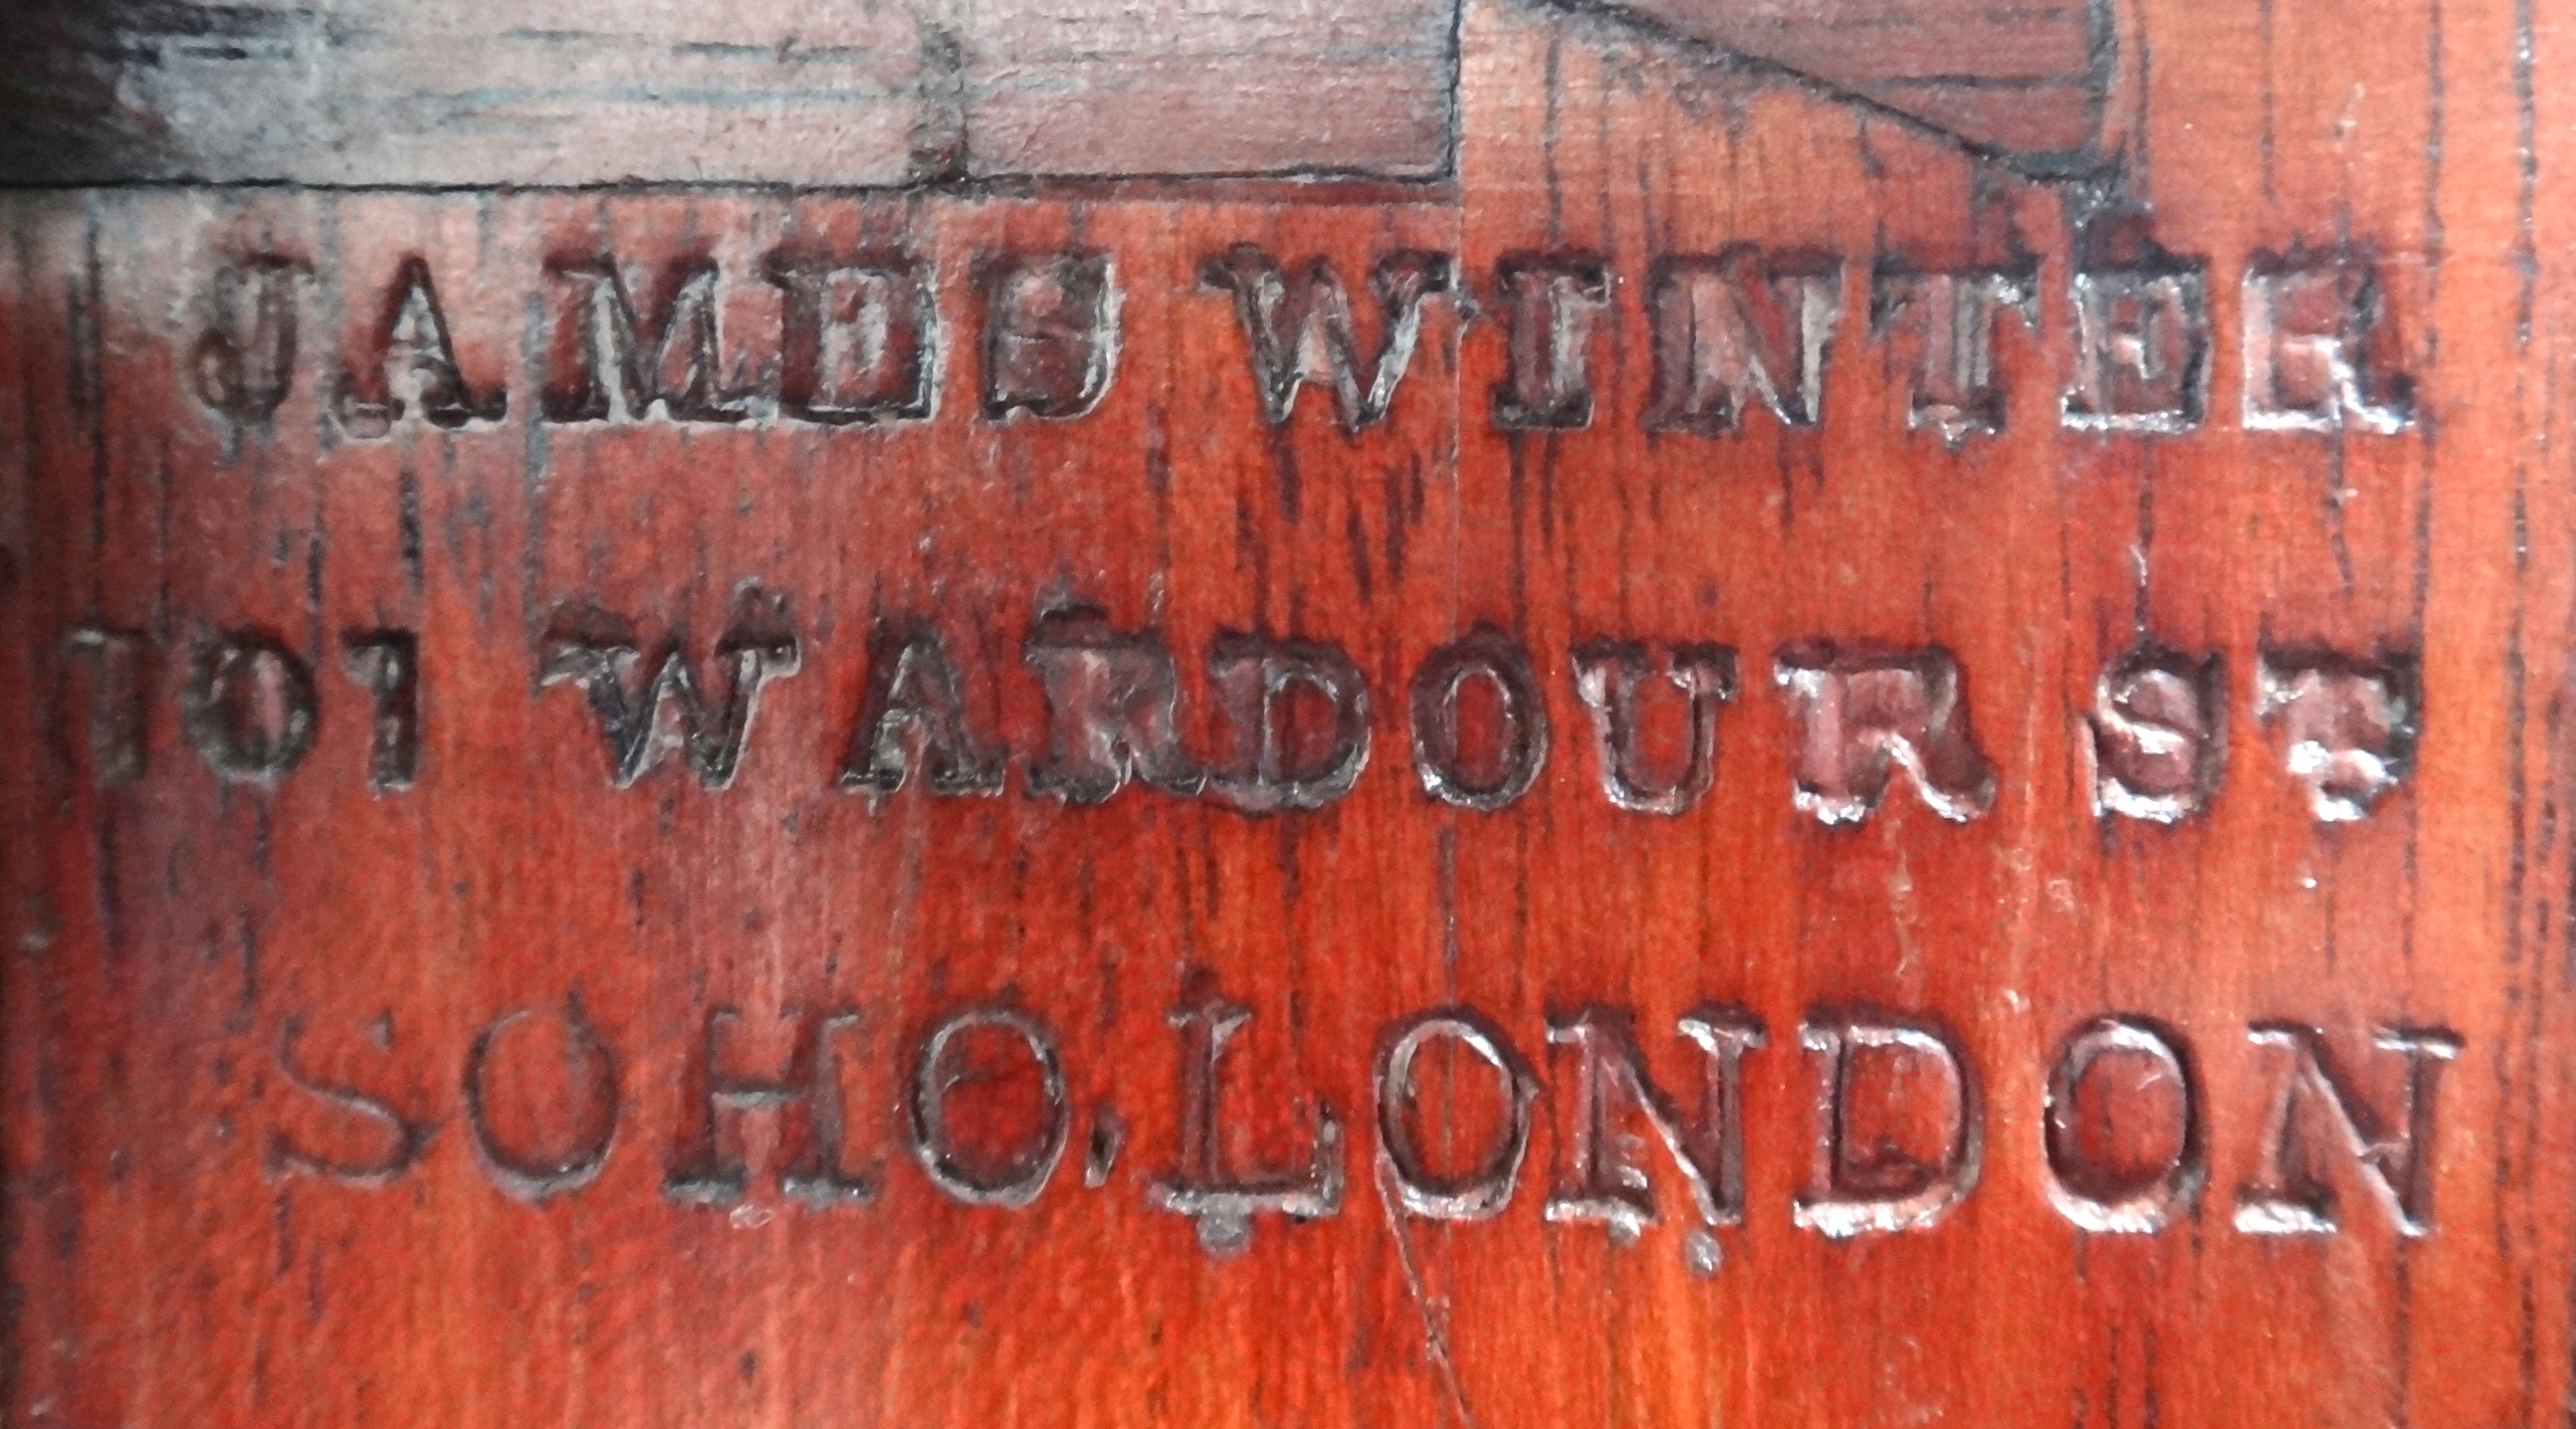 JAMES WINTER
101 WARDOUR ST
SOHO, LONDON